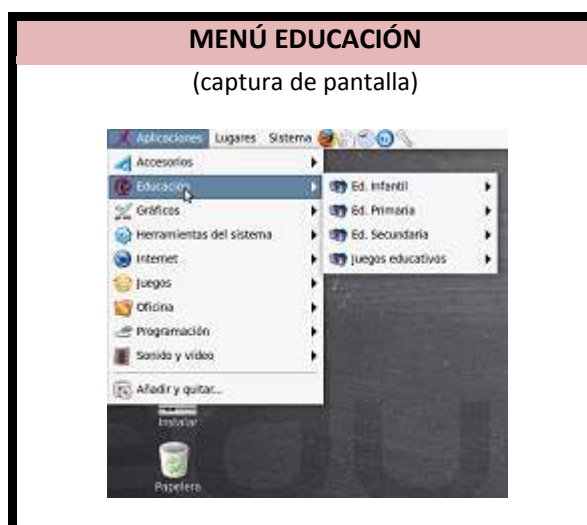 MENÚ EDUCACIÓN
(captura de pantalla)
Aplicaciones Lugares Sistema
Accesorios
Educación
Gráficos
Herramientas del sistema
Internet
Juegos
Oficina
Programación
Sonido y vídeo
Añadir y quitar...
Ed. Infantil
Ed. Primaria
Ed. Secundaria
Juegos educativos
Instalar
Papelera